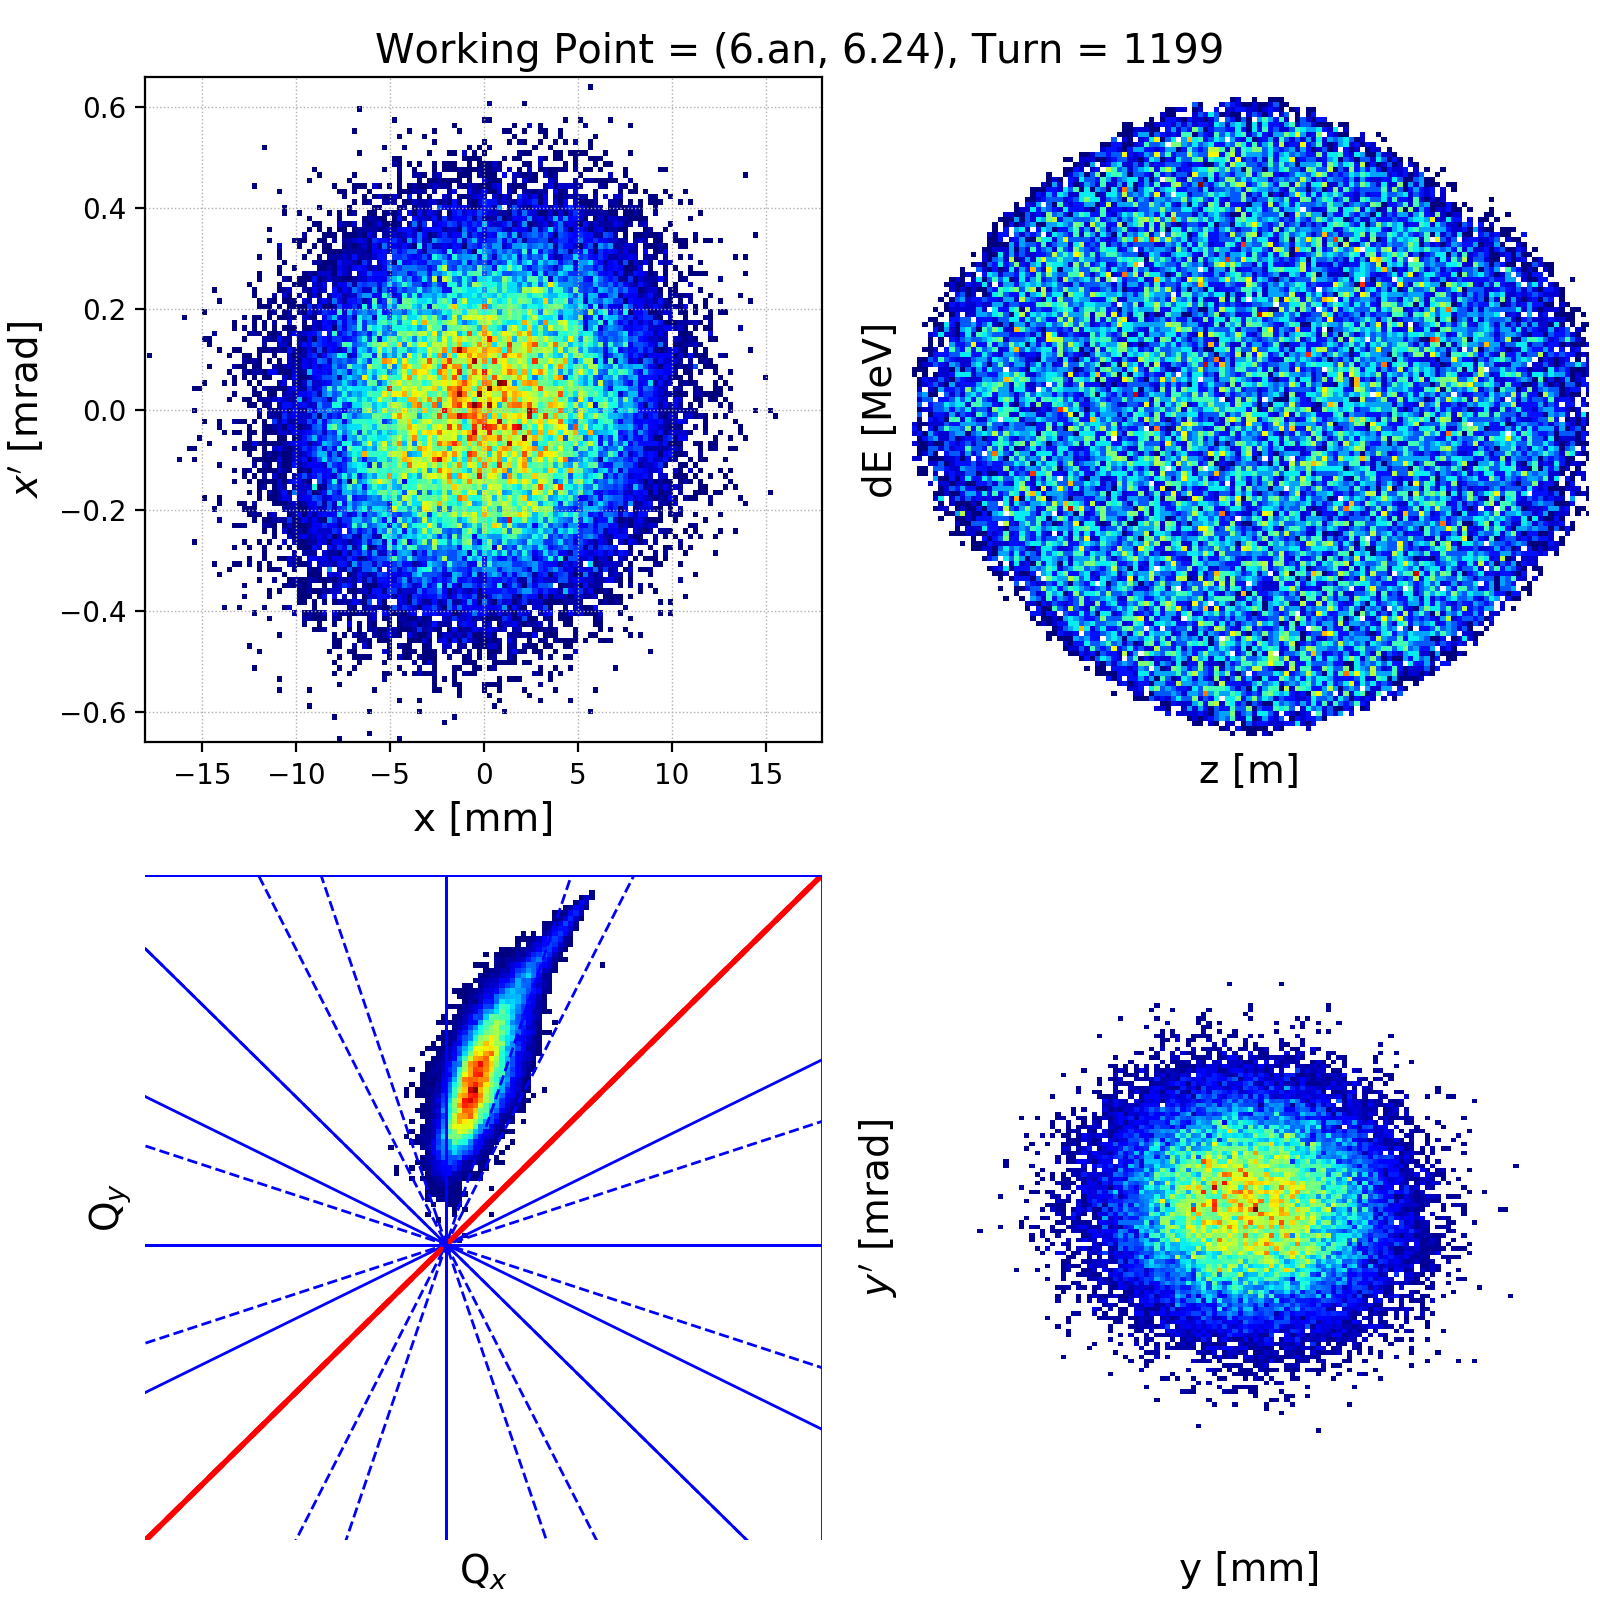 Working Point = (6.an, 6.24), Turn = 1199
0.6
0.4
0.2
0.0
−0.2
−0.4
−0.6
x′ [mrad]
−15 −10 −5 0 5 10 15
x [mm]
dE [MeV]
z [m]
Qy
Qx
y′ [mrad]
y [mm]